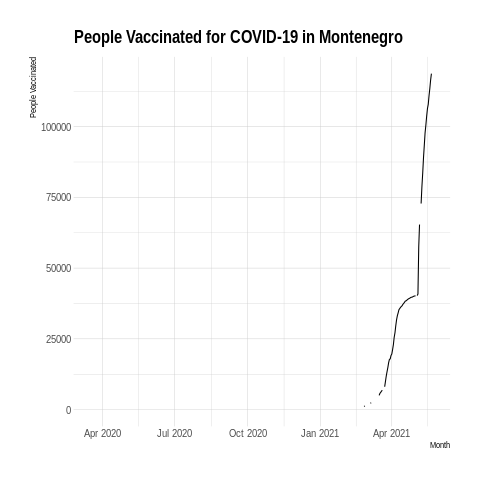 People Vaccinated for COVID-19 in Montenegro
People Vaccinated
100000
75000
50000
25000
0
Apr 2020
Jul 2020
Oct 2020
Jan 2021
Apr 2021
Month